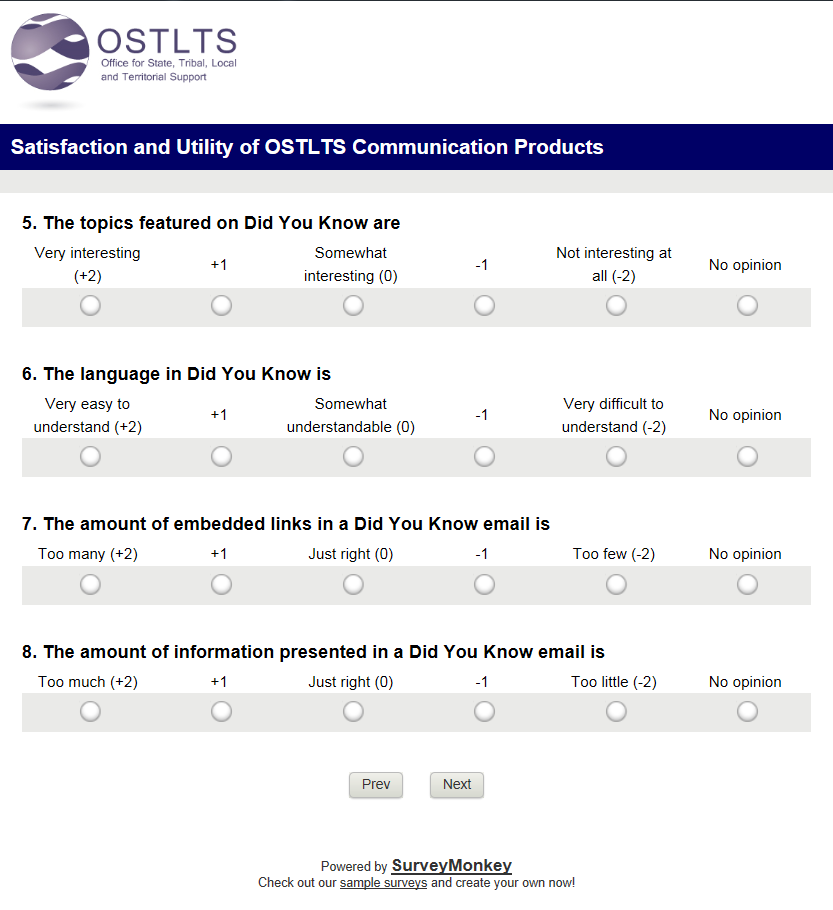 OSTLTS
Office for State, Tribal, Local
and Territorial Support
Satisfaction and Utility of OSTLTS Communication Products
5. The topics featured on Did You Know are
Very interesting (+2) +1 Somewhat interesting (0) -1 Not interesting at all (-2) No opinion
6. The language in Did You Know is
Very easy to understand (+2) +1 Somewhat understandable (0) -1 Very difficult to understand (-2) No opinion
7. The amount of embedded links in a Did You Know email is
Too many (+2) +1 Just right (0) -1 Too few (-2) No opinion
8. The amount of information presented in a Did You Know email is
Too much (+2) +1 Just right (0) -1 Too little (-2) No opinion
Prev Next
Powered by SurveyMonkey
Check out our sample surveys and create your own now!